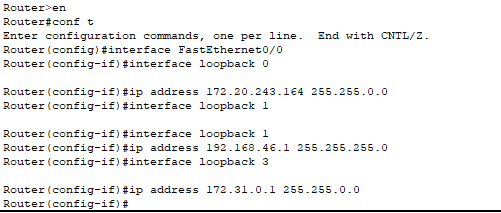 Router>en
Router#conf t
Enter configuration commands, one per line.  End with CNTL/Z.
Router(config)#interface FastEthernet0/0
Router(config-if)#interface loopback 0
Router(config-if)#ip address 172.20.243.164 255.255.0.0
Router(config-if)#interface loopback 1
Router(config-if)#interface loopback 1
Router(config-if)#ip address 192.168.46.1 255.255.255.0
Router(config-if)#interface loopback 3
Router(config-if)#ip address 172.31.0.1 255.255.0.0
Router(config-if)#